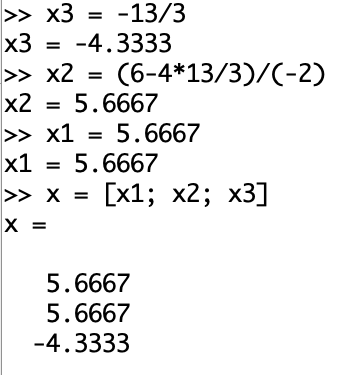 >> x3 = -13/3
x3 = -4.3333
>> x2 = (6-4*13/3)/(-2)
x2 = 5.6667
>> x1 = 5.6667
x1 = 5.6667
>> x = [x1; x2; x3]
x =
5.6667
5.6667
-4.3333